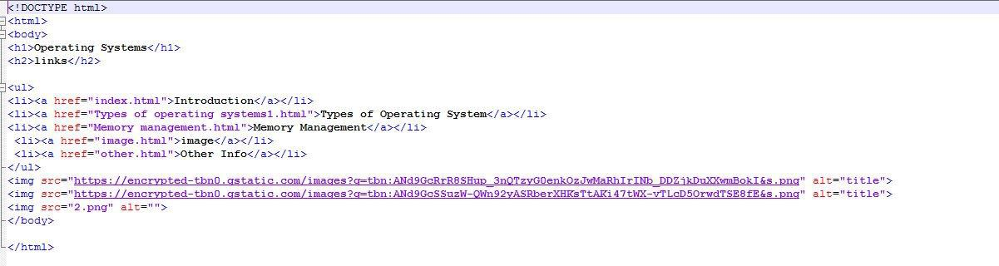 <!DOCTYPE html>
<html>
<body>
<h1>Operating Systems</h1>
<h2>links</h2>
<ul>
<li><a href="index.html">Introduction</a></li>
<li><a href="Types of operating systems1.html">Types of Operating System</a></li>
<li><a href="Memory management.html">Memory Management</a></li>
<li><a href="image.html">image</a></li>
<li><a href="other.html">Other Info</a></li>
</ul>
<img src="https://encrypted-tbn0.gstatic.com/images?q=tbn:ANd9GcRrR8SHup_3nQTzyG0enkOzJwMaRhIrINb_DDZjkDuXXwmBokI&s.png" alt="title">
<img src="https://encrypted-tbn0.gstatic.com/images?q=tbn:ANd9GcSSuzW-QWn92yASRberXHKsTtAKi47tWX-vTLcD5OrwdTSE8fE&s.png" alt="title">
<img src="2.png" alt="">
</body>
</html>